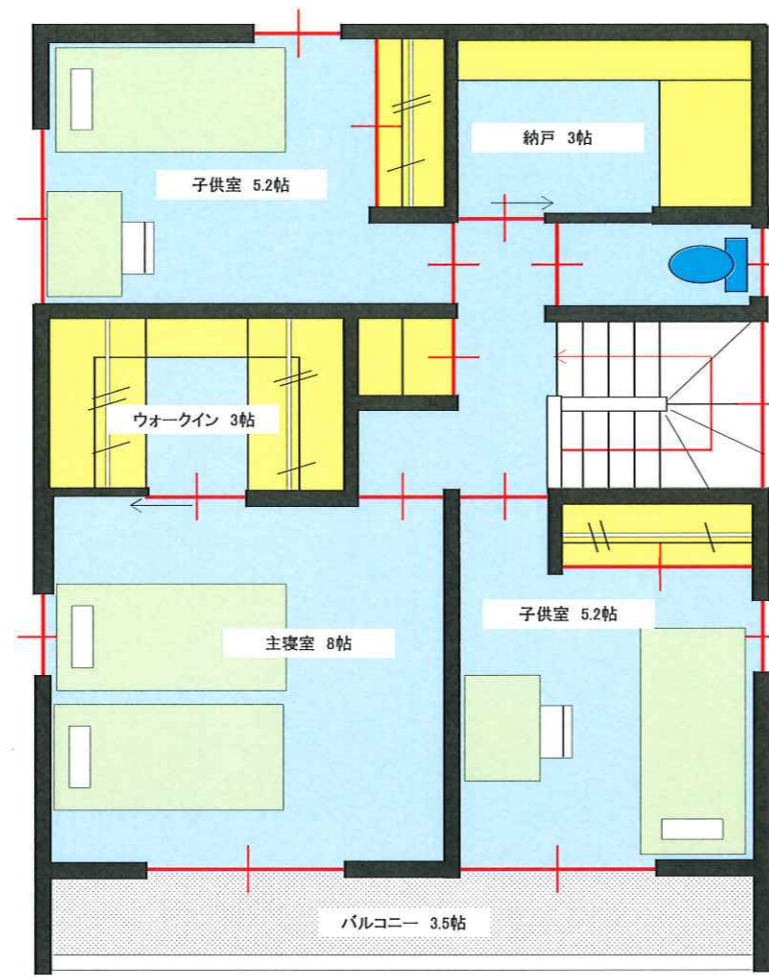 納戸 3帖
子供室 5.2帖
ウォークイン 3帖
子供室 5.2帖
主寝室 8帖
バルコニー 3.5帖